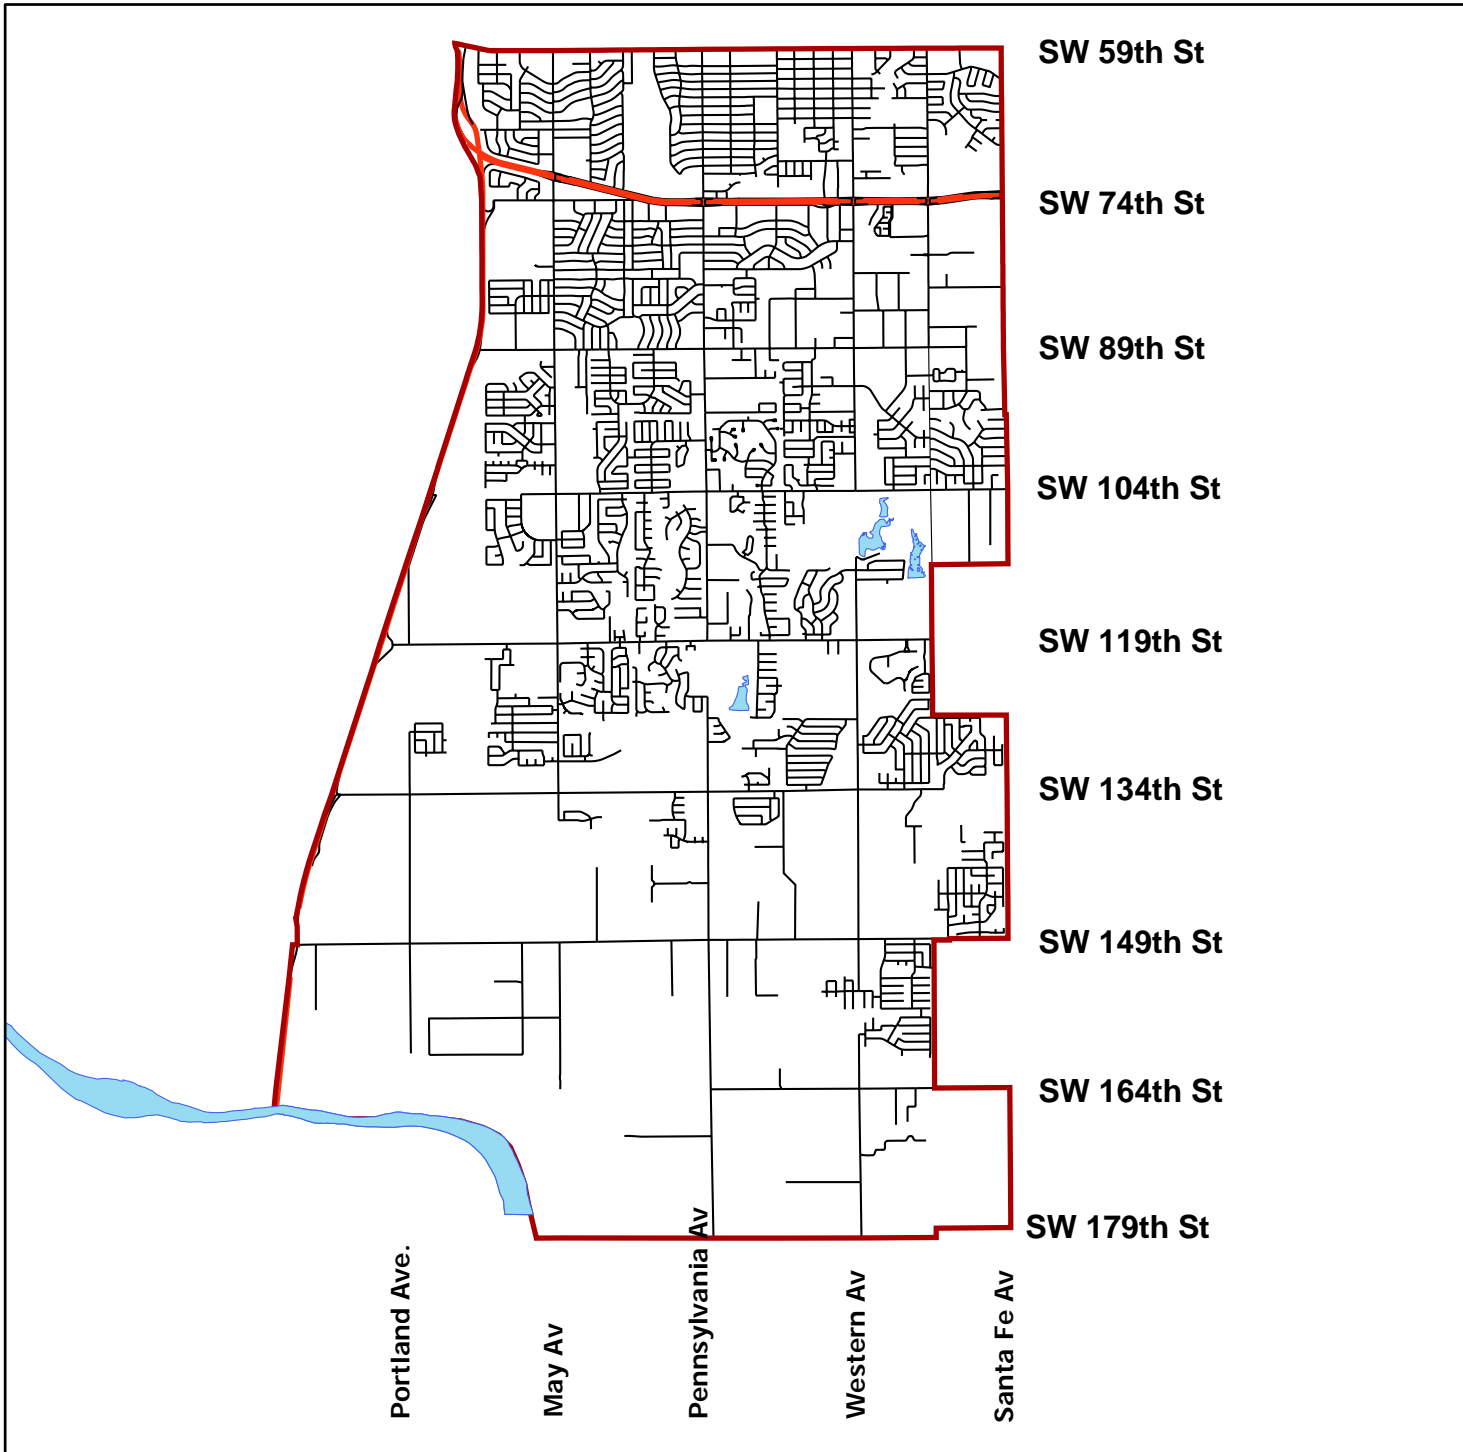 SW 59th St
SW 74th St
SW 89th St
SW 104th St
SW 119th St
SW 134th St
SW 149th St
SW 164th St
SW 179th St
Portland Ave.
May Av
Pennsylvania Av
Western Av
Santa Fe Av